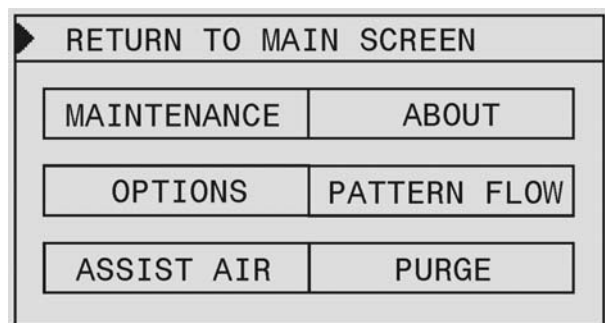 RETURN TO MAIN SCREEN
MAINTENANCE ABOUT
OPTIONS PATTERN FLOW
ASSIST AIR PURGE